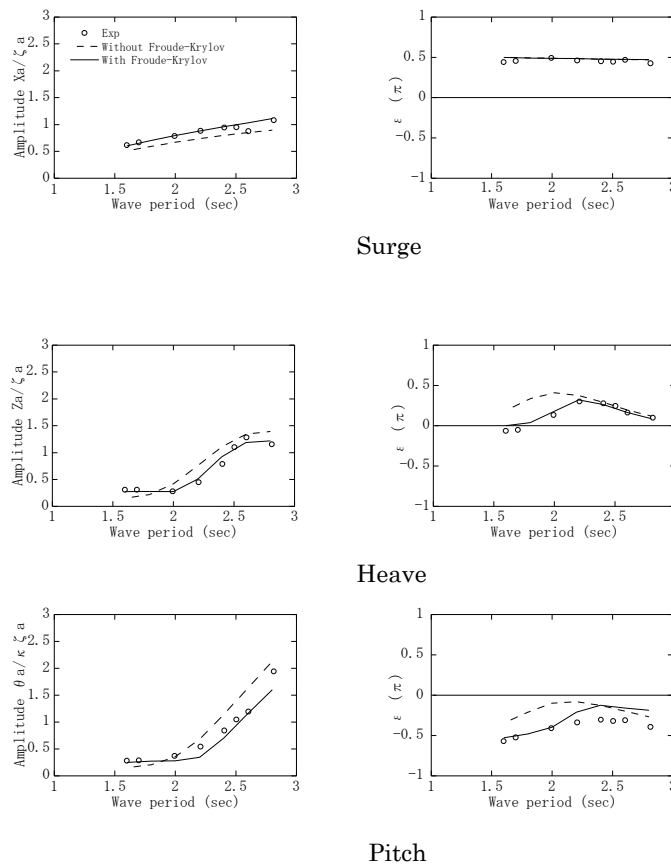 Amplitude Xa/ζa
3
2.5
2
1.5
1
0.5
0
Exp
Without Froude-Krylov
With Froude-Krylov
1 1.5 2 2.5 3
Wave period (sec)
ε (π)
1
0.5
0
−0.5
−1
1 1.5 2 2.5 3
Wave period (sec)
Surge
Amplitude Za/ζa
3
2.5
2
1.5
1
0.5
0
1 1.5 2 2.5 3
Wave period (sec)
ε (π)
1
0.5
0
−0.5
−1
1 1.5 2 2.5 3
Wave period (sec)
Heave
Amplitude θa/κζa
3
2.5
2
1.5
1
0.5
0
1 1.5 2 2.5 3
Wave period (sec)
ε (π)
1
0.5
0
−0.5
−1
1 1.5 2 2.5 3
Wave period (sec)
Pitch